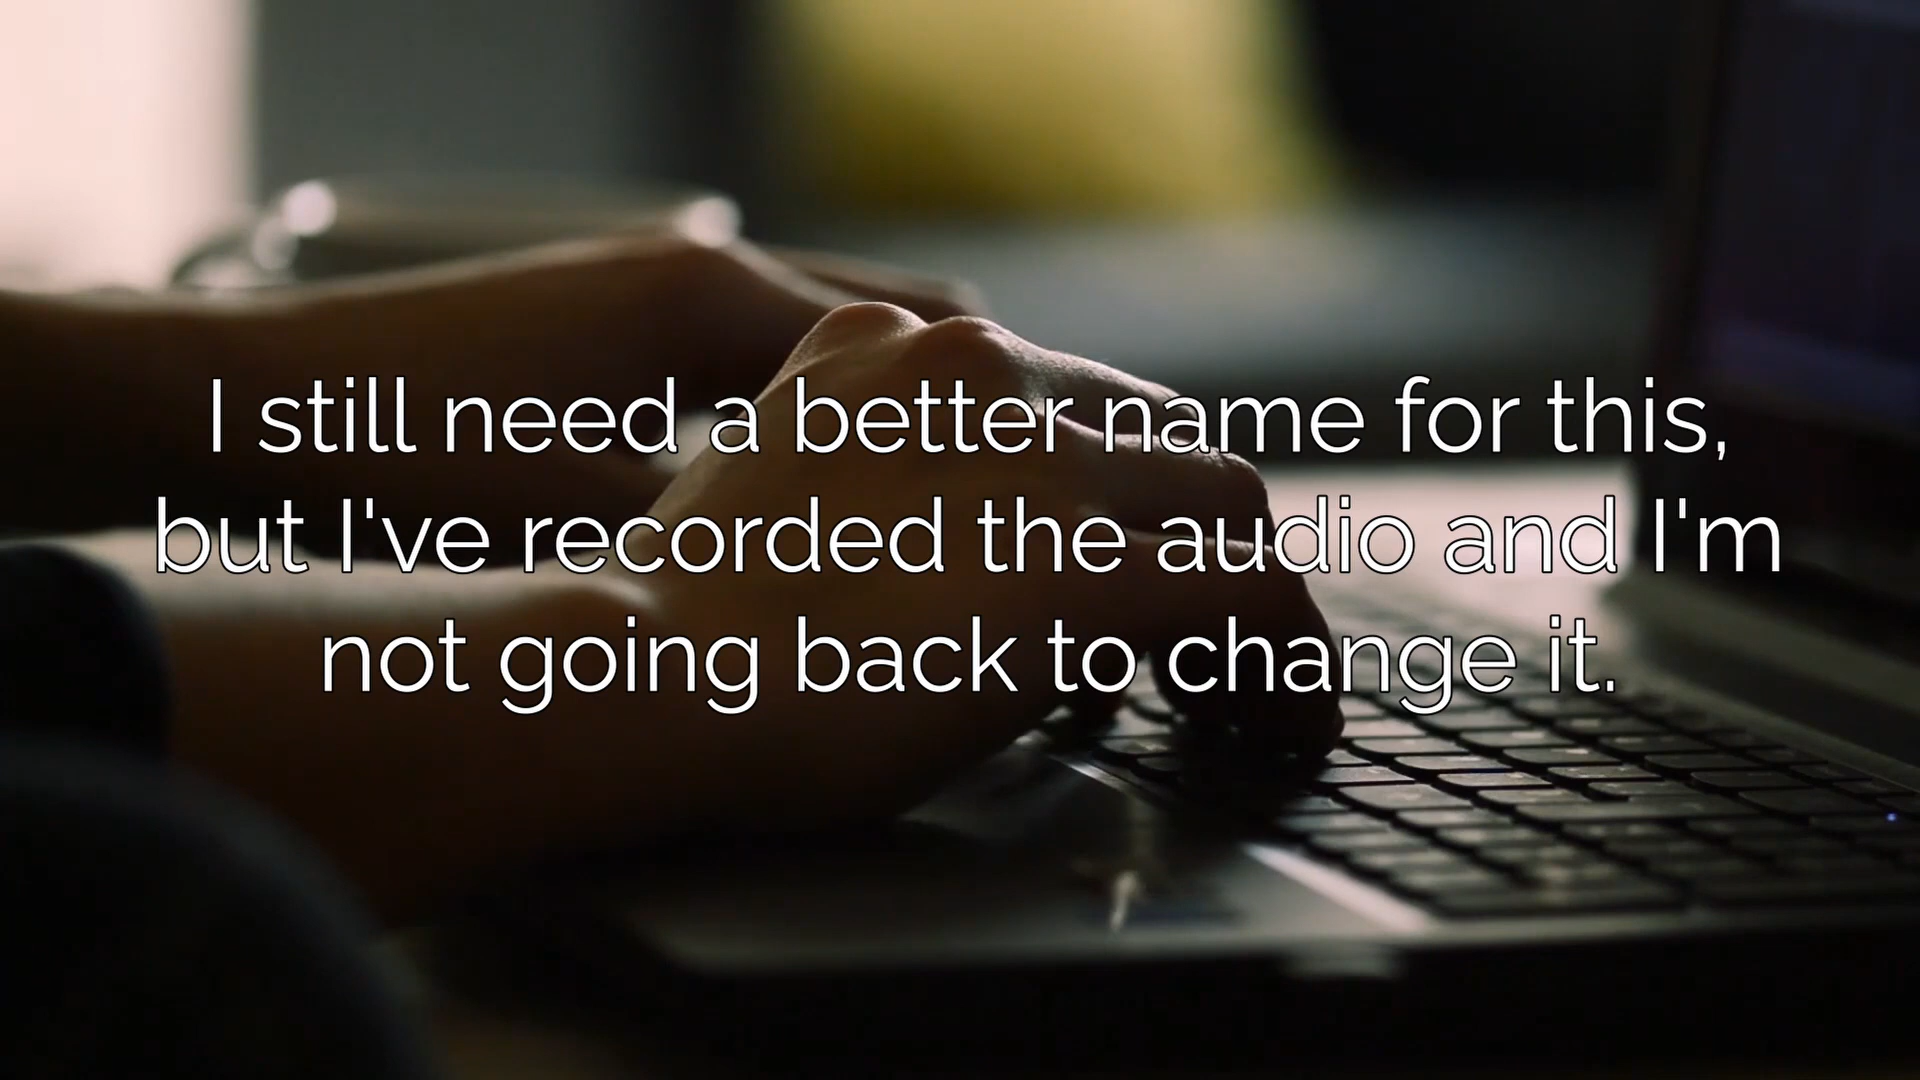 I still need a better name for this,
but I've recorded the audio and I'm
not going back to change it.